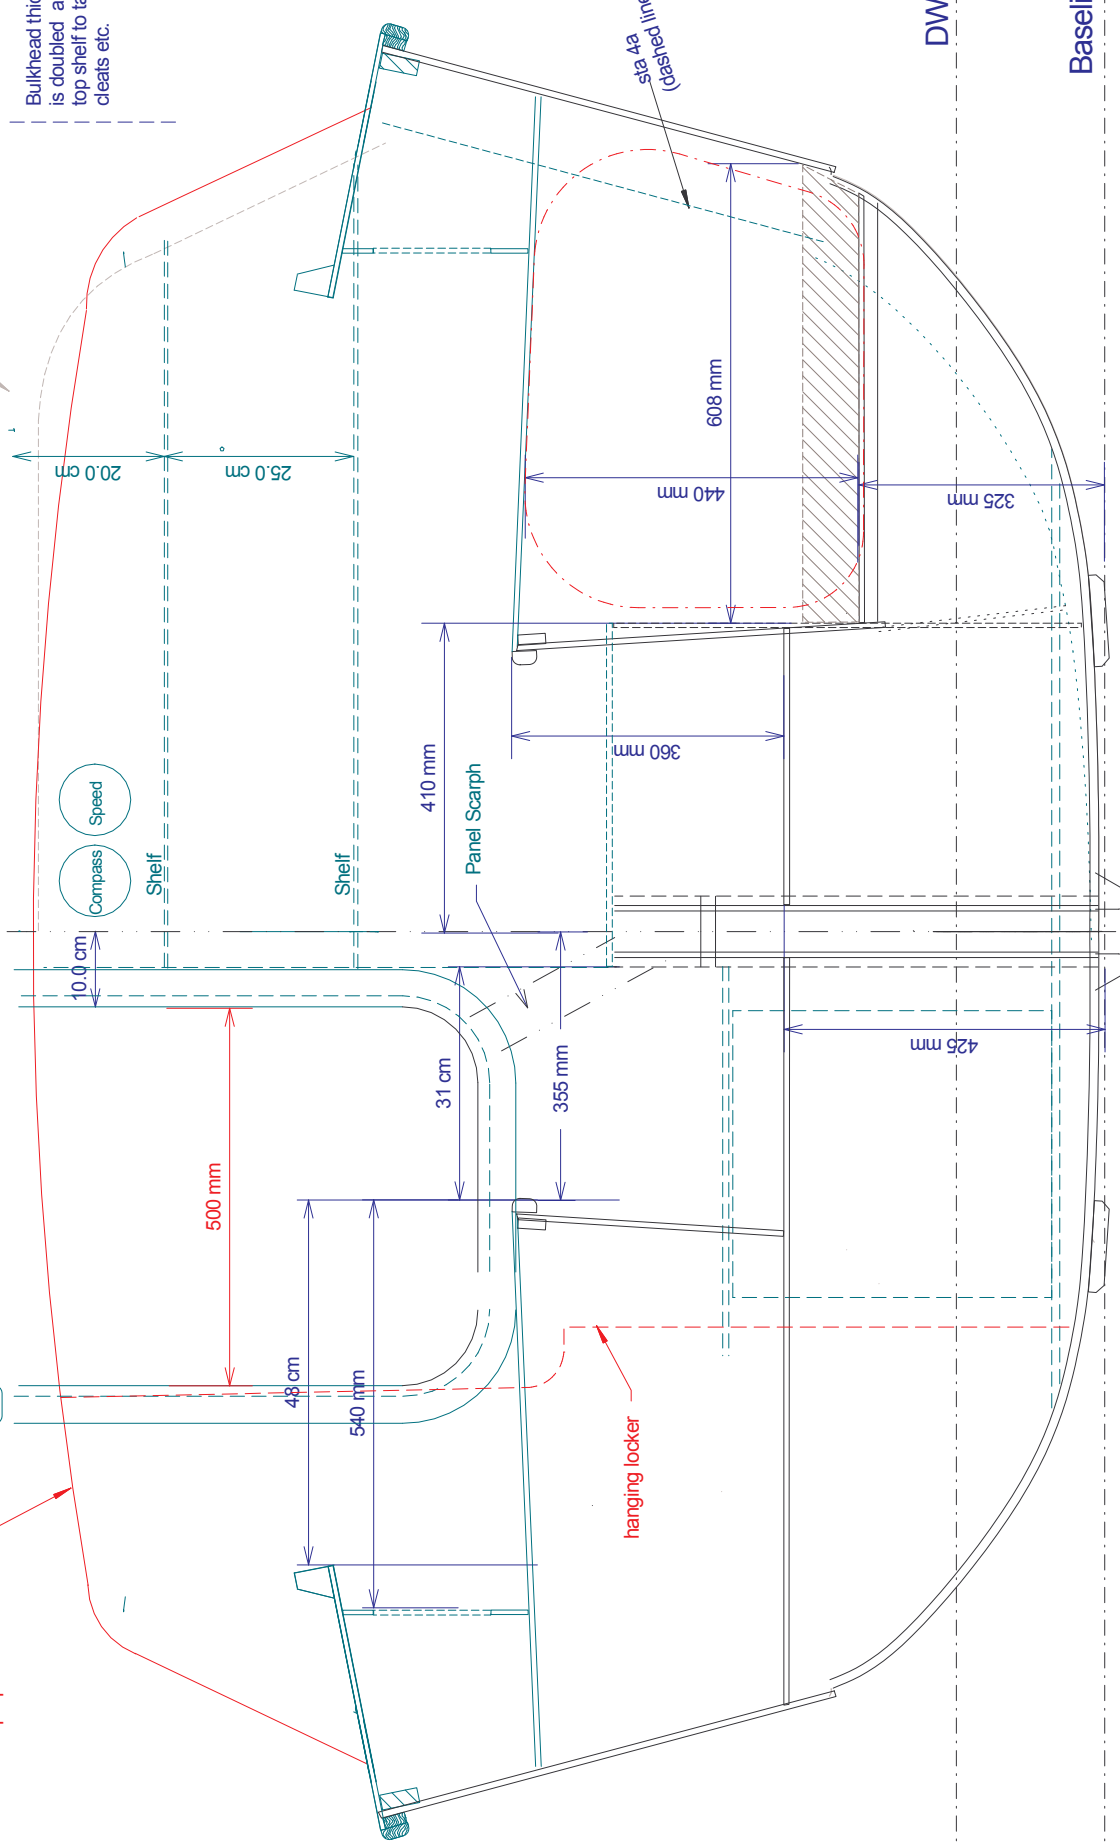 Bulkhead thic
is doubled a
top shelf to ta
cleats etc.
sta 4a
(dashed line
DW
Baseli
20.0 cm
25.0 cm
Speed
Compass
Shelf
Shelf
10.0 cm
608 mm
440 mm
325 mm
410 mm
360 mm
Panel Scarph
31 cm
355 mm
425 mm
500 mm
48 cm
540 mm
hanging locker